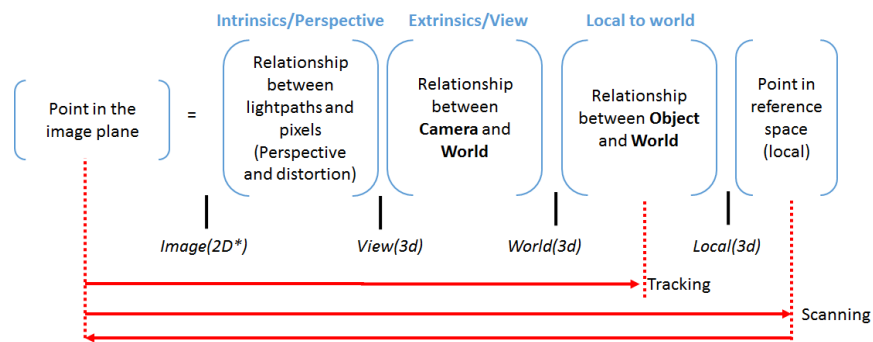 Intrinsics/Perspective
Extrinsics/View
Local to world
Point in the
image plane
=
Relationship
between
lightpaths and
pixels
(Perspective
and distortion)
Relationship
between
Camera and
World
Relationship
between Object
and World
Point in
reference
space
(local)
Image(2D*)
View(3d)
World(3d)
Local(3d)
Tracking
Scanning